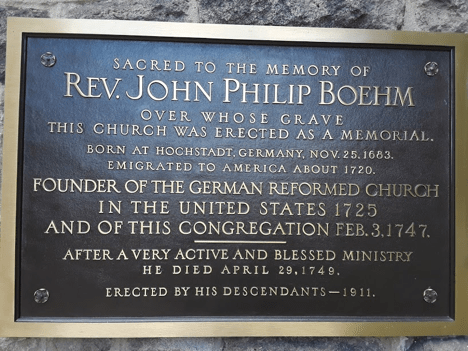 SACRED TO THE MEMORY OF
REV. JOHN PHILIP BOEHM
OVER WHOSE GRAVE
THIS CHURCH WAS ERECTED AS A MEMORIAL.
BORN AT HOCHSTADT, GERMANY, NOV. 25, 1683.
EMIGRATED TO AMERICA ABOUT 1720.
FOUNDER OF THE GERMAN REFORMED CHURCH
IN THE UNITED STATES 1725
AND OF THIS CONGREGATION FEB. 3, 1747.
AFTER A VERY ACTIVE AND BLESSED MINISTRY
HE DIED APRIL 29, 1749.
ERECTED BY HIS DESCENDANTS—1911.